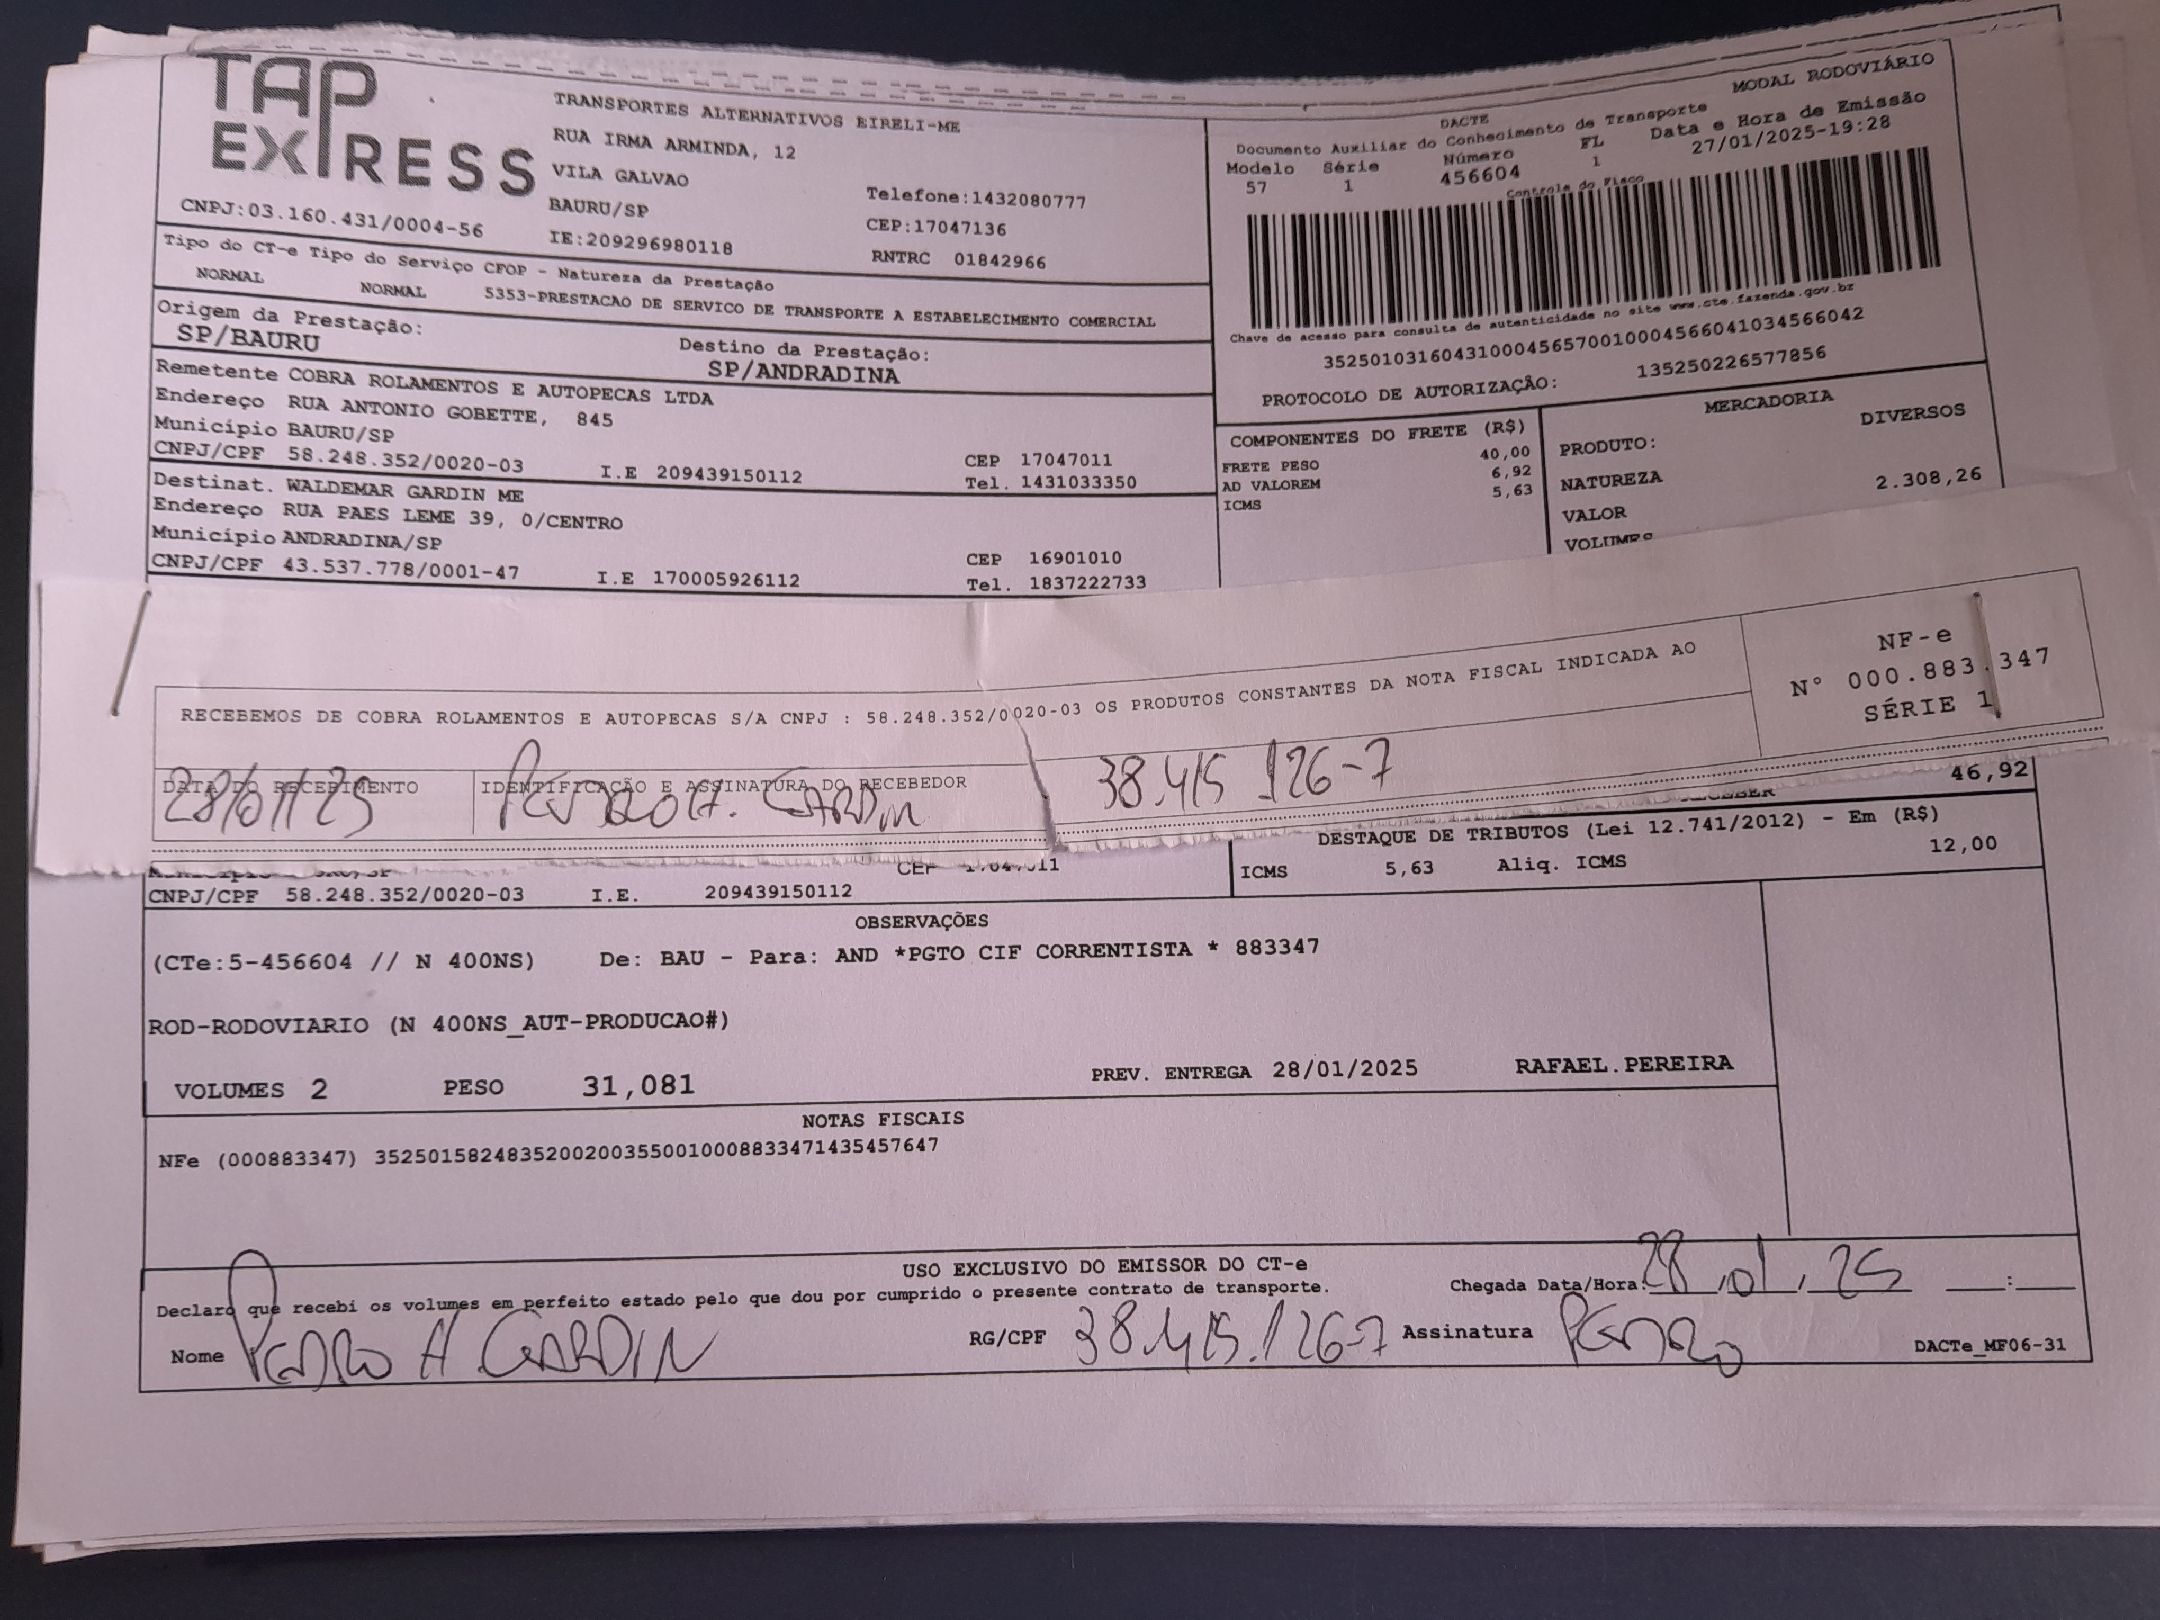 TAP EXPRESS
TRANSPORTES ALTERNATIVOS EIRELI-ME
RUA IRMA ARMINDA, 12
VILA GALVAO
BAURU/SP
Telefone:1432080777
CEP:17047136
CNPJ:03.160.431/0004-56
IE:209296980118
RNTRC 01842966
MODAL RODOVIÁRIO
DACTE
Documento Auxiliar do Conhecimento de Transporte
Modelo Série Número FL Data e Hora de Emissão
57 1 456604 1 27/01/2025-19:28
Controle do Fisco
Chave de acesso para consulta de autenticidade no site www.cte.fazenda.gov.br
35250103160431000456570010004566041034566042
PROTOCOLO DE AUTORIZAÇÃO: 135250226577856
Tipo do CT-e Tipo do Serviço CFOP - Natureza da Prestação
NORMAL NORMAL 5353-PRESTACAO DE SERVICO DE TRANSPORTE A ESTABELECIMENTO COMERCIAL
Origem da Prestação: Destino da Prestação:
SP/BAURU SP/ANDRADINA
Remetente COBRA ROLAMENTOS E AUTOPECAS LTDA
Endereço RUA ANTONIO GOBETTE, 845
Município BAURU/SP CEP 17047011
CNPJ/CPF 58.248.352/0020-03 I.E 209439150112 Tel. 1431033350
Destinat. WALDEMAR GARDIN ME
Endereço RUA PAES LEME 39, 0/CENTRO
Município ANDRADINA/SP CEP 16901010
CNPJ/CPF 43.537.778/0001-47 I.E 170005926112 Tel. 1837222733
COMPONENTES DO FRETE (R$)
FRETE PESO 40,00
AD VALOREM 6,92
ICMS 5,63
MERCADORIA
PRODUTO: DIVERSOS
NATUREZA
VALOR 2.308,26
VOLUMES
RECEBEMOS DE COBRA ROLAMENTOS E AUTOPECAS S/A CNPJ : 58.248.352/0020-03 OS PRODUTOS CONSTANTES DA NOTA FISCAL INDICADA AO
NF-e
N° 000.883.347
SÉRIE 1
DATA DO RECEBIMENTO IDENTIFICAÇÃO E ASSINATURA DO RECEBEDOR
28/01/25 H. GARDIN 38.415.126-7
46,92
DESTAQUE DE TRIBUTOS (Lei 12.741/2012) - Em (R$)
ICMS 5,63 Aliq. ICMS 12,00
CEP
CNPJ/CPF 58.248.352/0020-03 I.E. 209439150112
OBSERVAÇÕES
(CTe:5-456604 // N 400NS) De: BAU - Para: AND *PGTO CIF CORRENTISTA * 883347
ROD-RODOVIARIO (N 400NS_AUT-PRODUCAO#)
VOLUMES 2 PESO 31,081 PREV. ENTREGA 28/01/2025 RAFAEL.PEREIRA
NOTAS FISCAIS
NFe (000883347) 35250158248352002003550010008833471435457647
USO EXCLUSIVO DO EMISSOR DO CT-e
Declaro que recebi os volumes em perfeito estado pelo que dou por cumprido o presente contrato de transporte. Chegada Data/Hora: 28/01/25 :
Nome PEDRO H GARDIN RG/CPF 38.415.126-7 Assinatura PEDRO DACTe_MF06-31